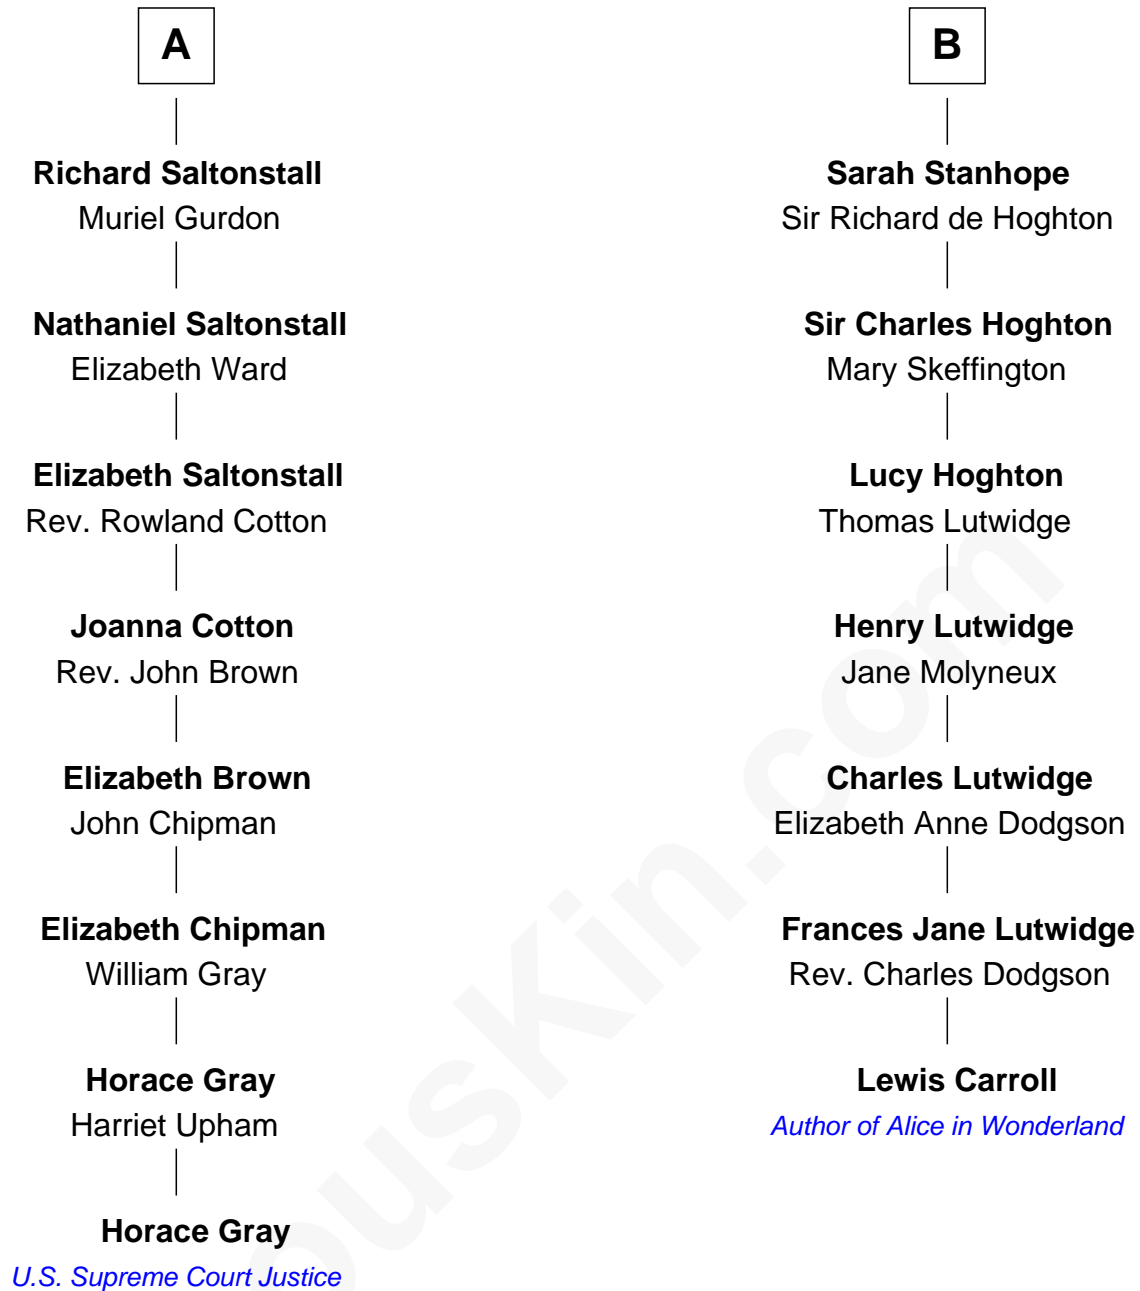 A
Richard Saltonstall
Muriel Gurdon
Nathaniel Saltonstall
Elizabeth Ward
Elizabeth Saltonstall
Rev. Rowland Cotton
Joanna Cotton
Rev. John Brown
Elizabeth Brown
John Chipman
Elizabeth Chipman
William Gray
Horace Gray
Harriet Upham
Horace Gray
U.S. Supreme Court Justice
B
Sarah Stanhope
Sir Richard de Hoghton
Sir Charles Hoghton
Mary Skeffington
Lucy Hoghton
Thomas Lutwidge
Henry Lutwidge
Jane Molyneux
Charles Lutwidge
Elizabeth Anne Dodgson
Frances Jane Lutwidge
Rev. Charles Dodgson
Lewis Carroll
Author of Alice in Wonderland
ousKin.com